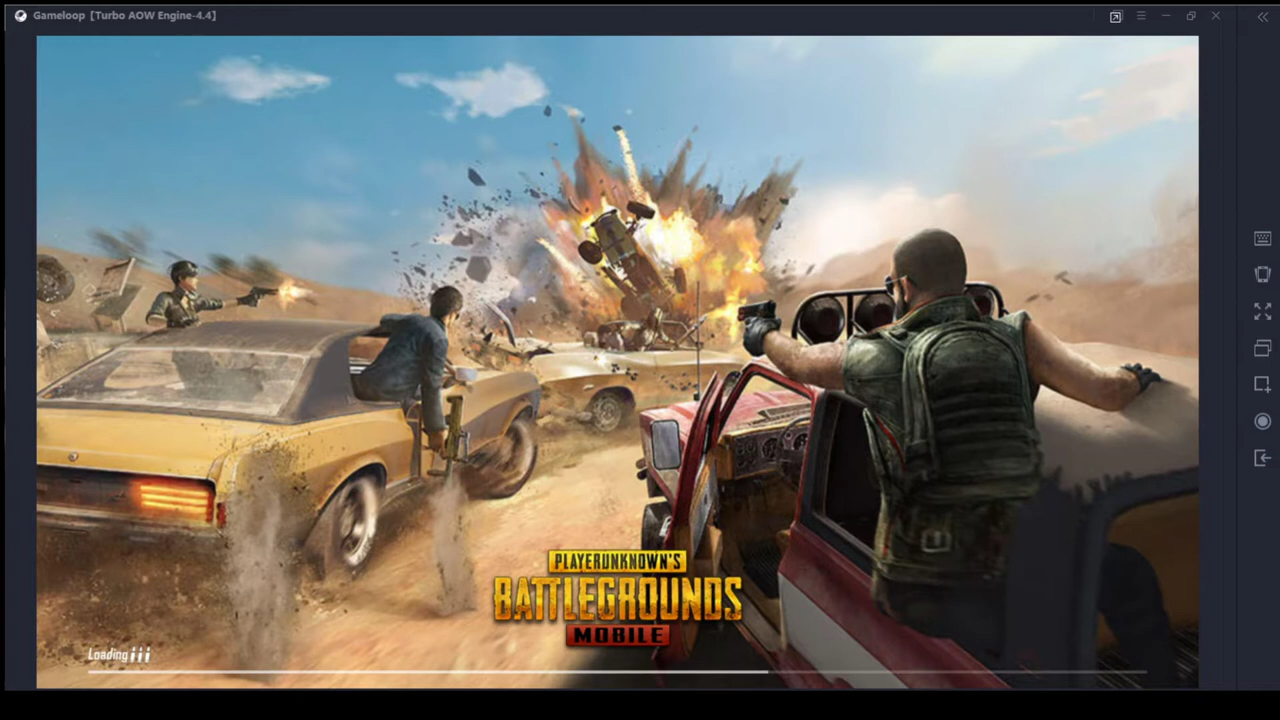 Gameloop [Turbo AOW Engine-4.4]
PLAYERUNKNOWN'S
BATTLEGROUNDS
MOBILE
Loading